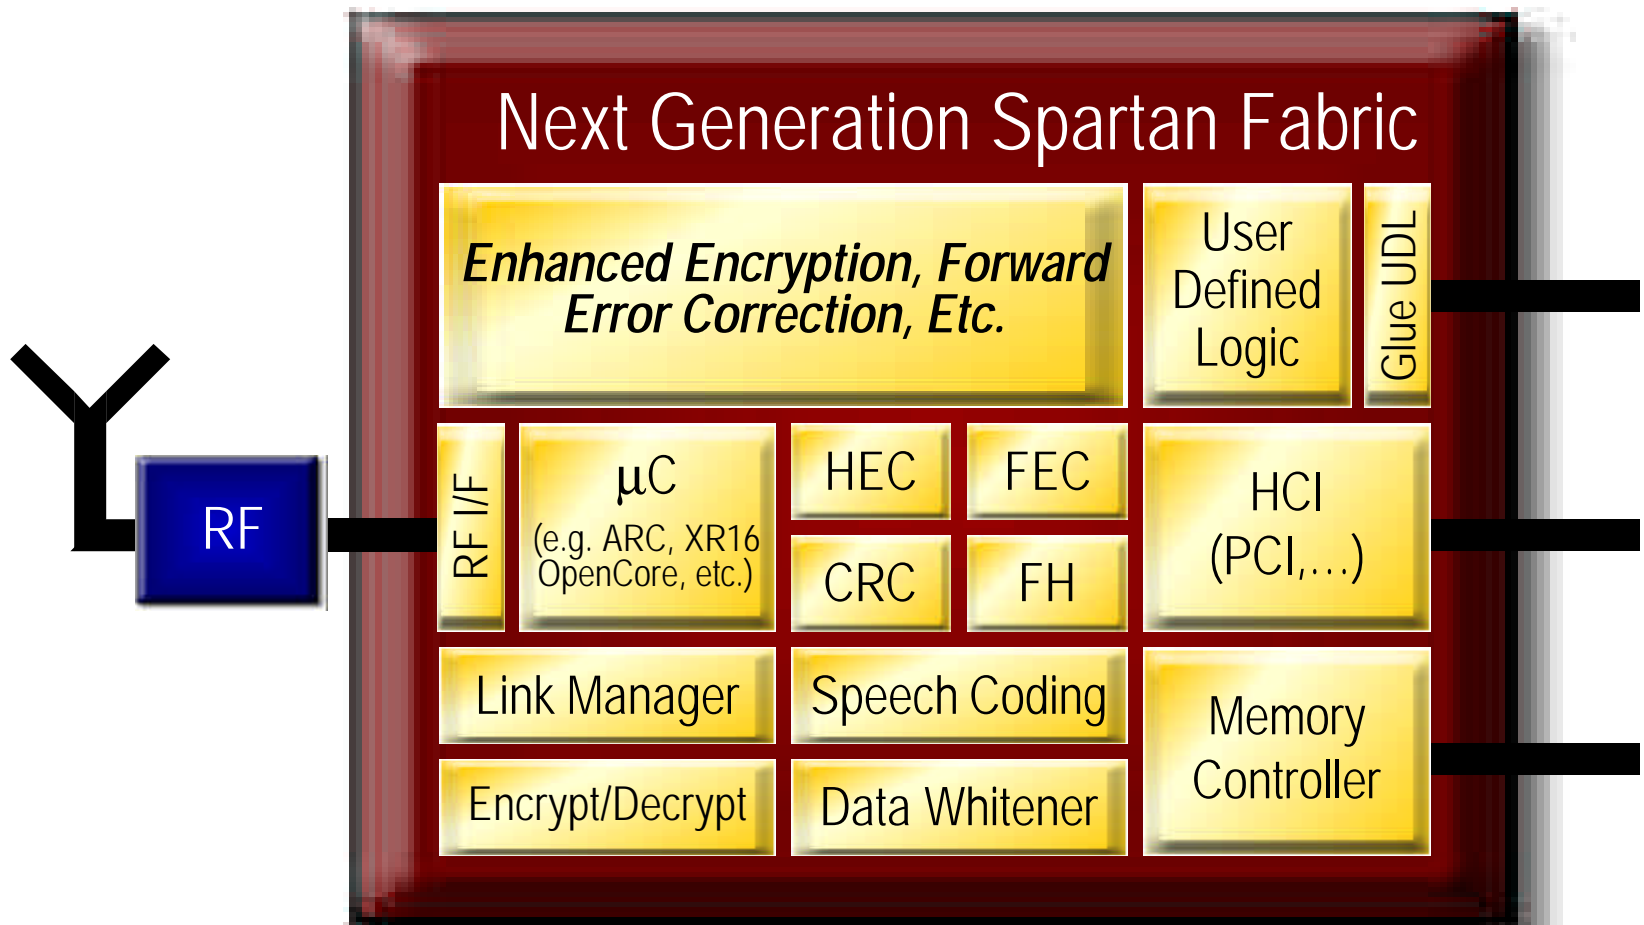 Next Generation Spartan Fabric
Enhanced Encryption, Forward
Error Correction, Etc.
User
Defined
Logic
Glue UDL
RF
RF I/F
µC
(e.g. ARC, XR16
OpenCore, etc.)
HEC
FEC
CRC
FH
HCI
(PCI,…)
Link Manager
Speech Coding
Memory
Controller
Encrypt/Decrypt
Data Whitener